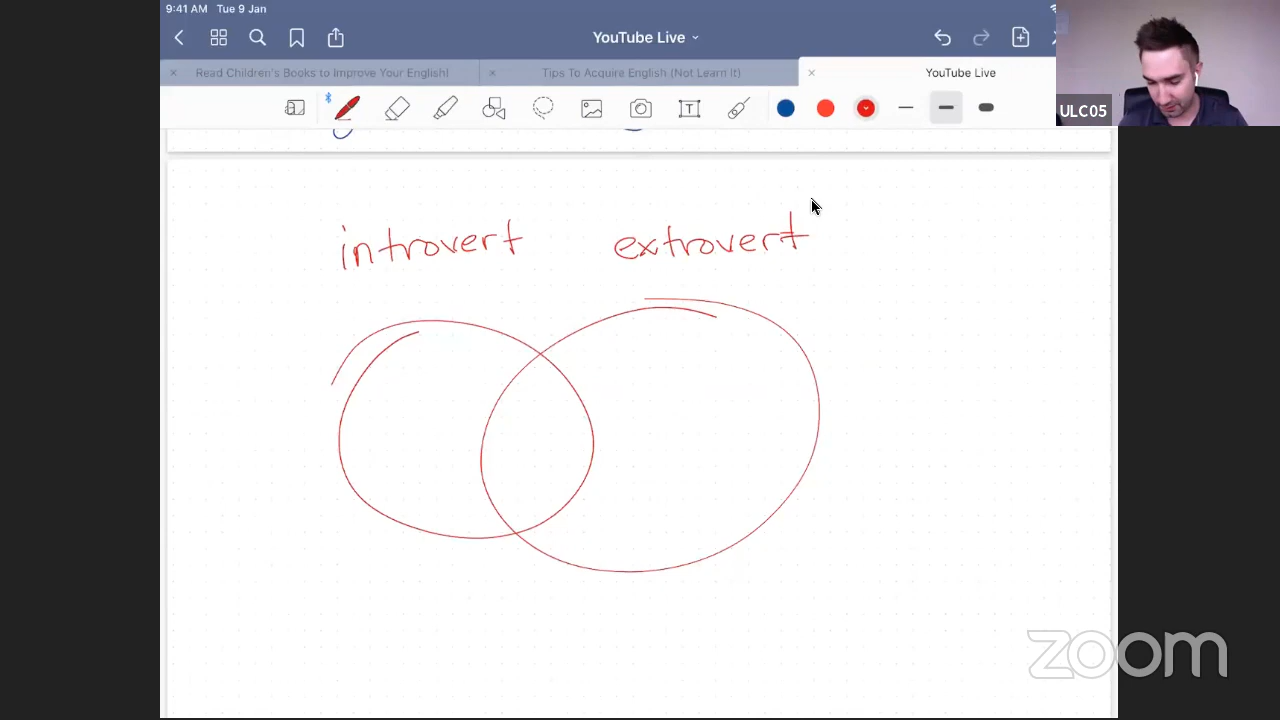 9:41 AM Tue 9 Jan
YouTube Live
Read Children's Books to Improve Your English!
Tips To Acquire English (Not Learn It)
YouTube Live
T
ULC05
introvert extrovert
zoom